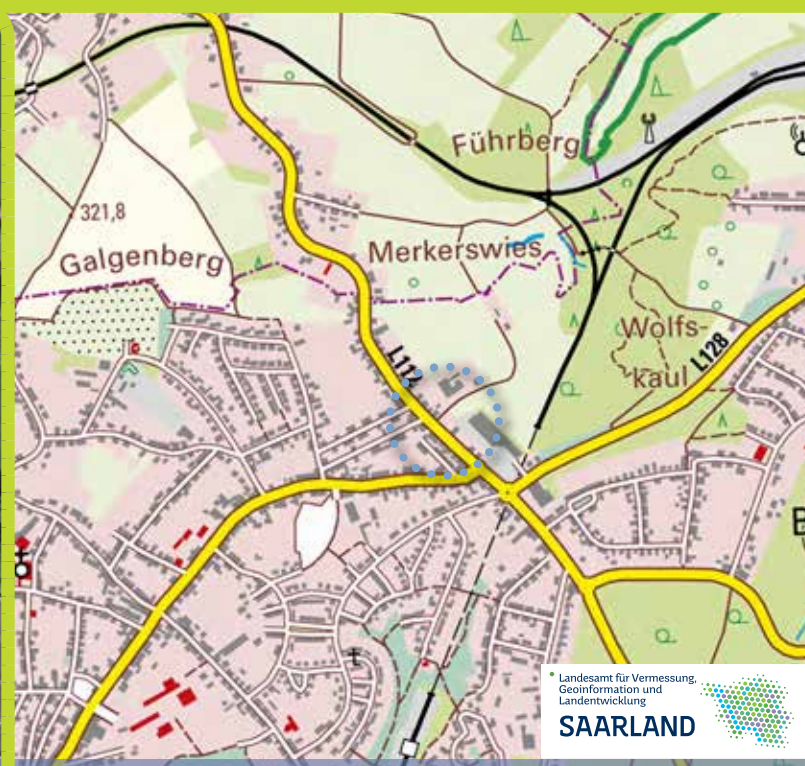 Führberg
321,8
Merkerswies
Galgenberg
Wolfs-
kaul
L128
L112
Landesamt für Vermessung,
Geoinformation und
Landentwicklung
SAARLAND